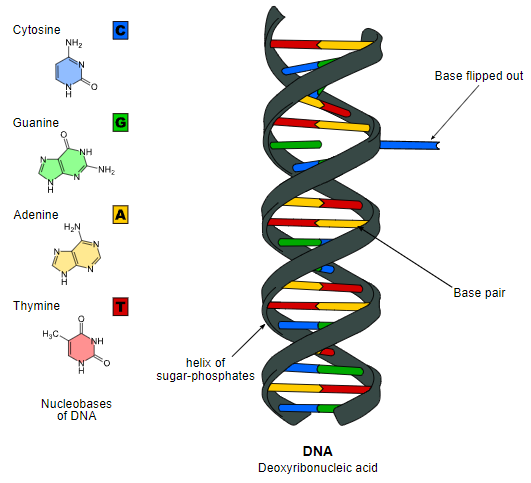 Cytosine C
NH₂
N
N
H
O
Guanine G
O
N
NH
N
H
N
NH₂
Adenine A
H₂N
N
N
N
H
N
Thymine T
O
H₃C
NH
N
H
O
Nucleobases
of DNA
Base flipped out
Base pair
helix of
sugar-phosphates
DNA
Deoxyribonucleic acid